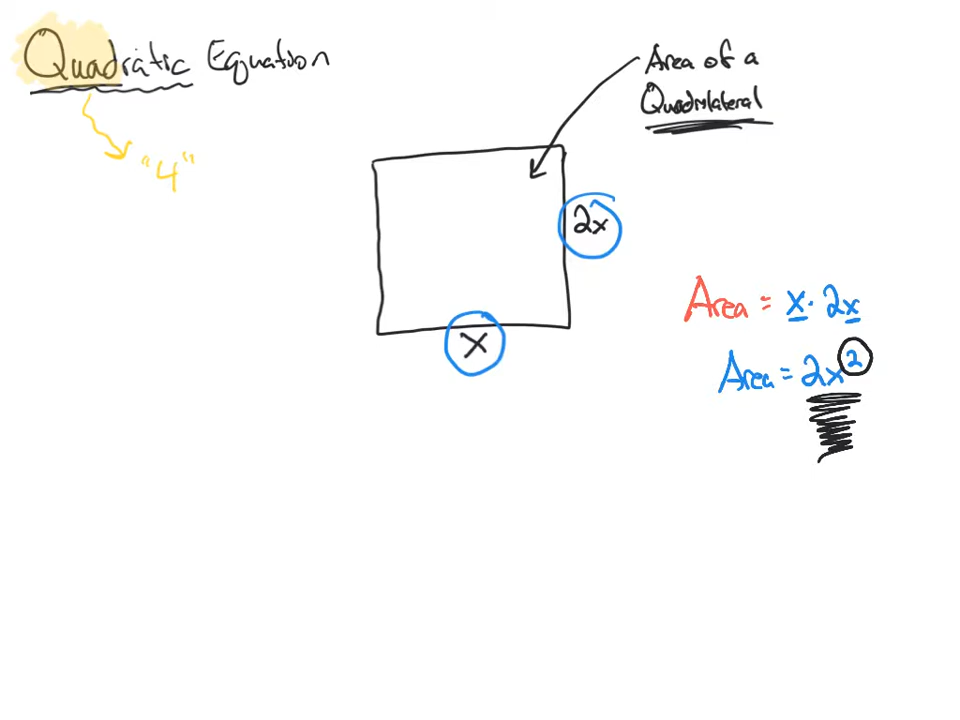 Quadratic Equation
"4"
Area of a
Quadrilateral
2x
x
Area = x · 2x
Area = 2x²